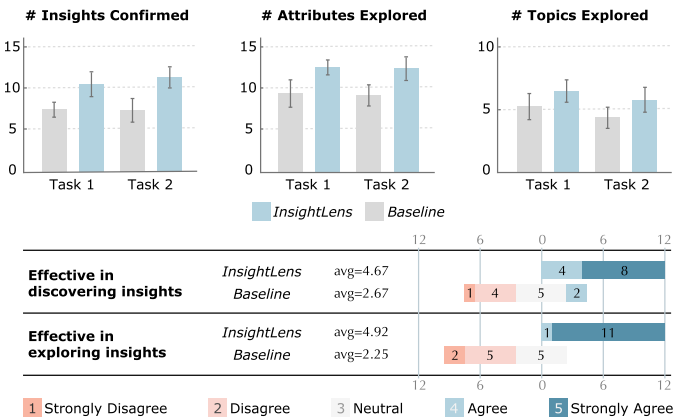 # Insights Confirmed
# Attributes Explored
# Topics Explored
15
10
5
0
Task 1
Task 2
15
10
5
0
Task 1
Task 2
10
5
0
Task 1
Task 2
InsightLens
Baseline
12 6 0 6 12
Effective in
discovering insights
InsightLens avg=4.67 4 8
Baseline avg=2.67 1 4 5 2
Effective in
exploring insights
InsightLens avg=4.92 1 11
Baseline avg=2.25 2 5 5
12 6 0 6 12
1 Strongly Disagree
2 Disagree
3 Neutral
4 Agree
5 Strongly Agree